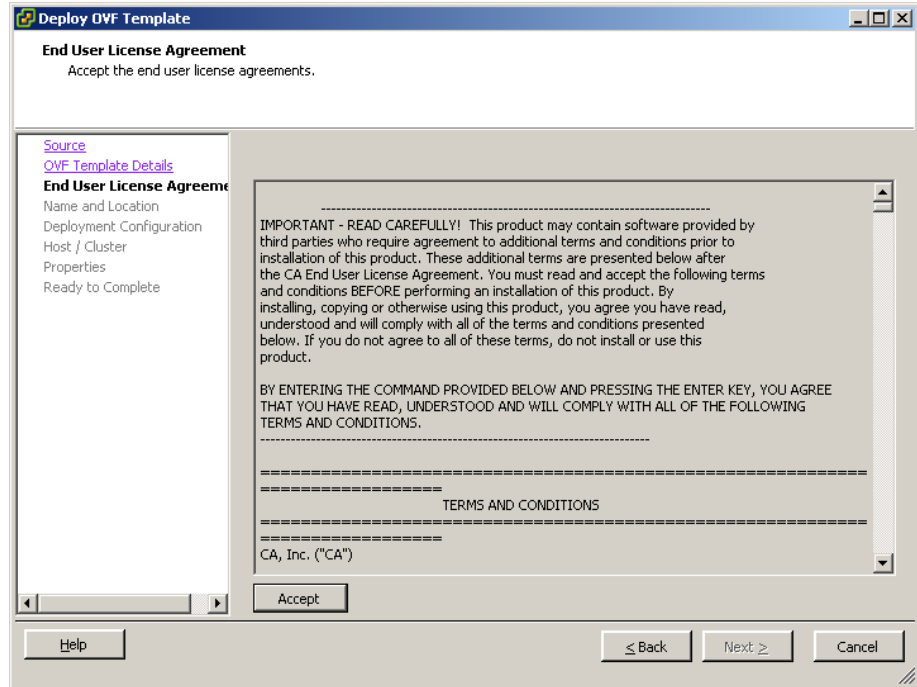 Deploy OVF Template
End User License Agreement
Accept the end user license agreements.
Source
OVF Template Details
End User License Agreeme
Name and Location
Deployment Configuration
Host / Cluster
Properties
Ready to Complete
--------------------------------------------------------------------------------
IMPORTANT - READ CAREFULLY!  This product may contain software provided by
third parties who require agreement to additional terms and conditions prior to
installation of this product. These additional terms are presented below after
the CA End User License Agreement. You must read and accept the following terms
and conditions BEFORE performing an installation of this product. By
installing, copying or otherwise using this product, you agree you have read,
understood and will comply with all of the terms and conditions presented
below. If you do not agree to all of these terms, do not install or use this
product.
BY ENTERING THE COMMAND PROVIDED BELOW AND PRESSING THE ENTER KEY, YOU AGREE
THAT YOU HAVE READ, UNDERSTOOD AND WILL COMPLY WITH ALL OF THE FOLLOWING
TERMS AND CONDITIONS.
--------------------------------------------------------------------------------
============================================================
==================
TERMS AND CONDITIONS
============================================================
==================
CA, Inc. ("CA")
Accept
Help
< Back
Next >
Cancel